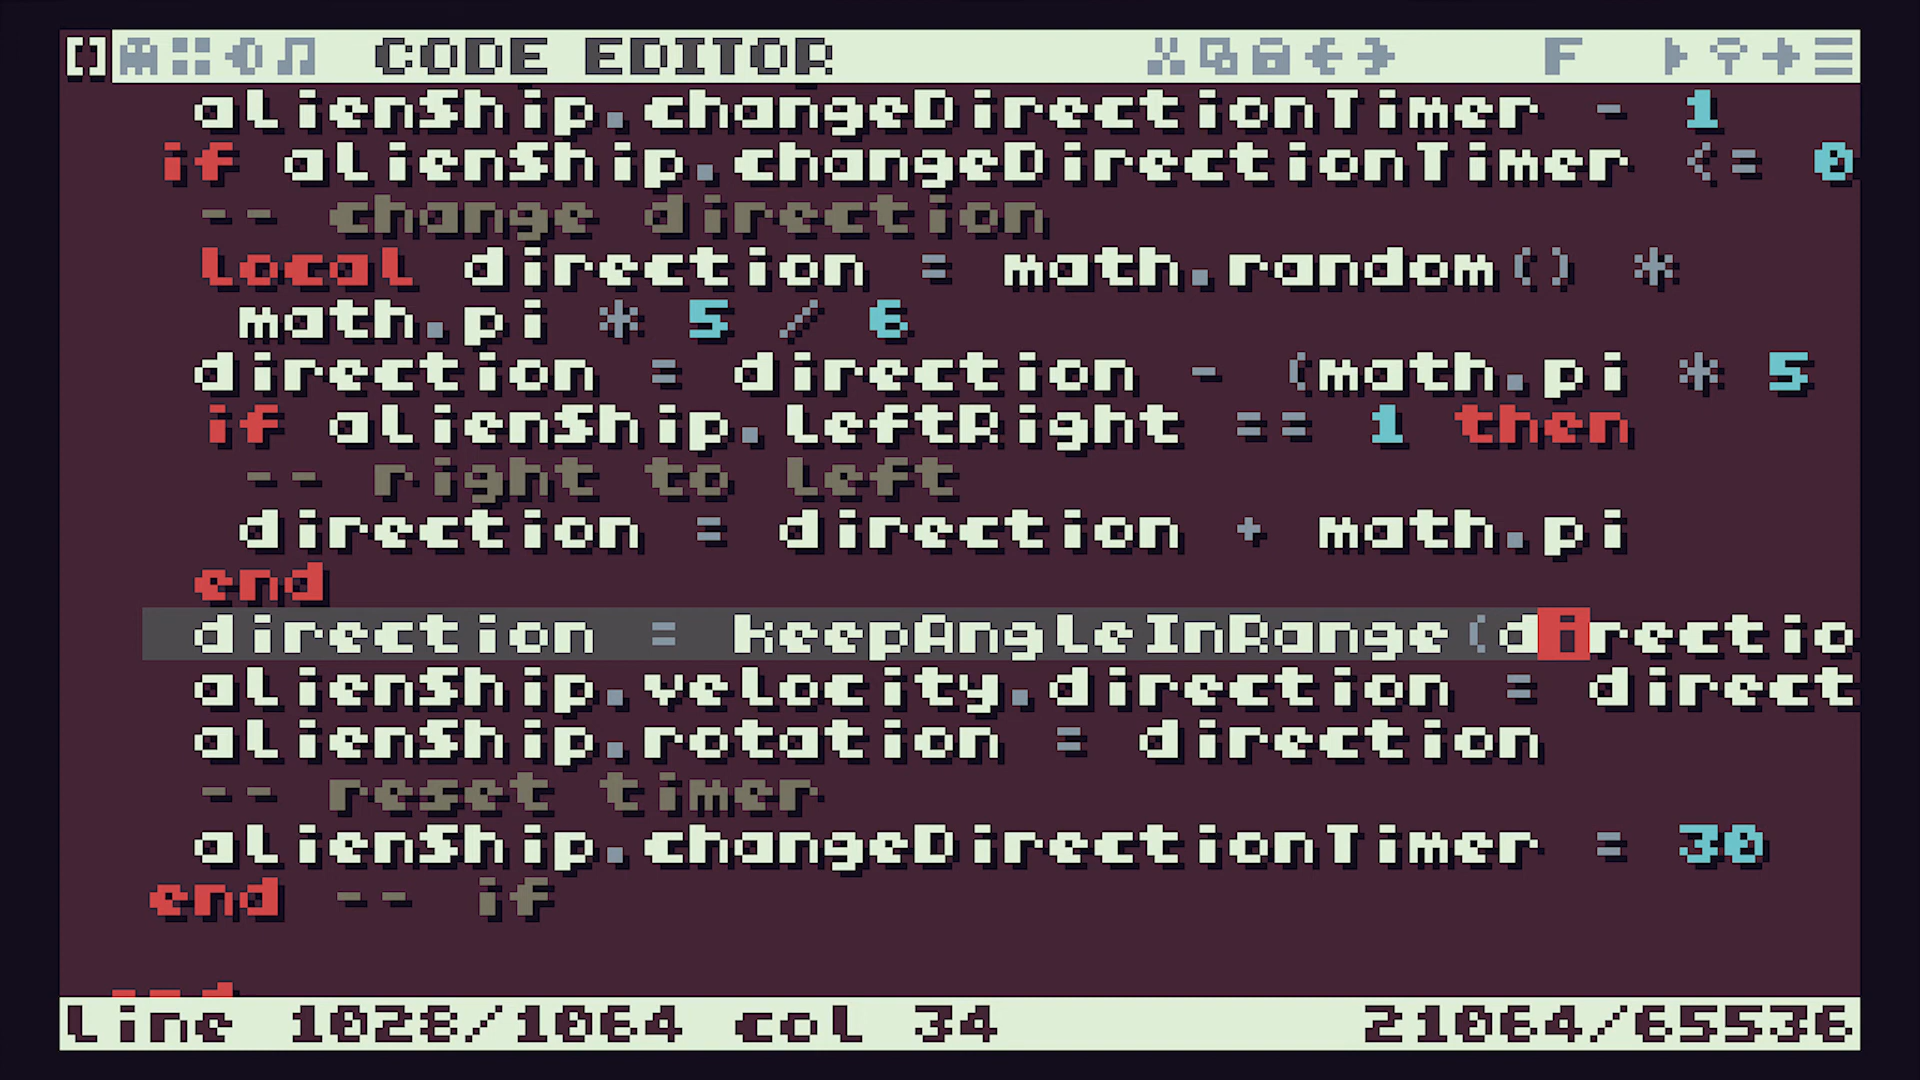 CODE EDITOR F
alienShip.changeDirectionTimer - 1
if alienShip.changeDirectionTimer <= 0
-- change direction
local direction = math.random() *
math.pi * 5 / 6
direction = direction - (math.pi * 5
if alienShip.leftRight == 1 then
-- right to left
direction = direction + math.pi
end
direction = keepAngleInRange(directio
alienShip.velocity.direction = direct
alienShip.rotation = direction
-- reset timer
alienShip.changeDirectionTimer = 30
end -- if
line 1028/1064 col 34 21064/65536